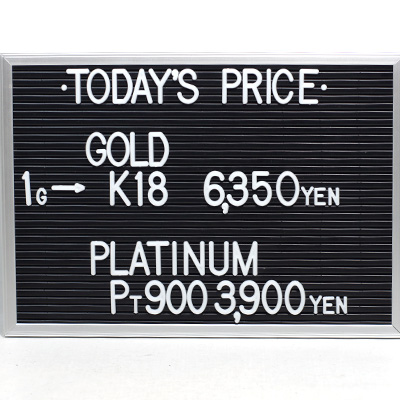 ·TODAY'S PRICE·
GOLD
1G→ K18 6,350YEN
PLATINUM
PT900 3,900YEN